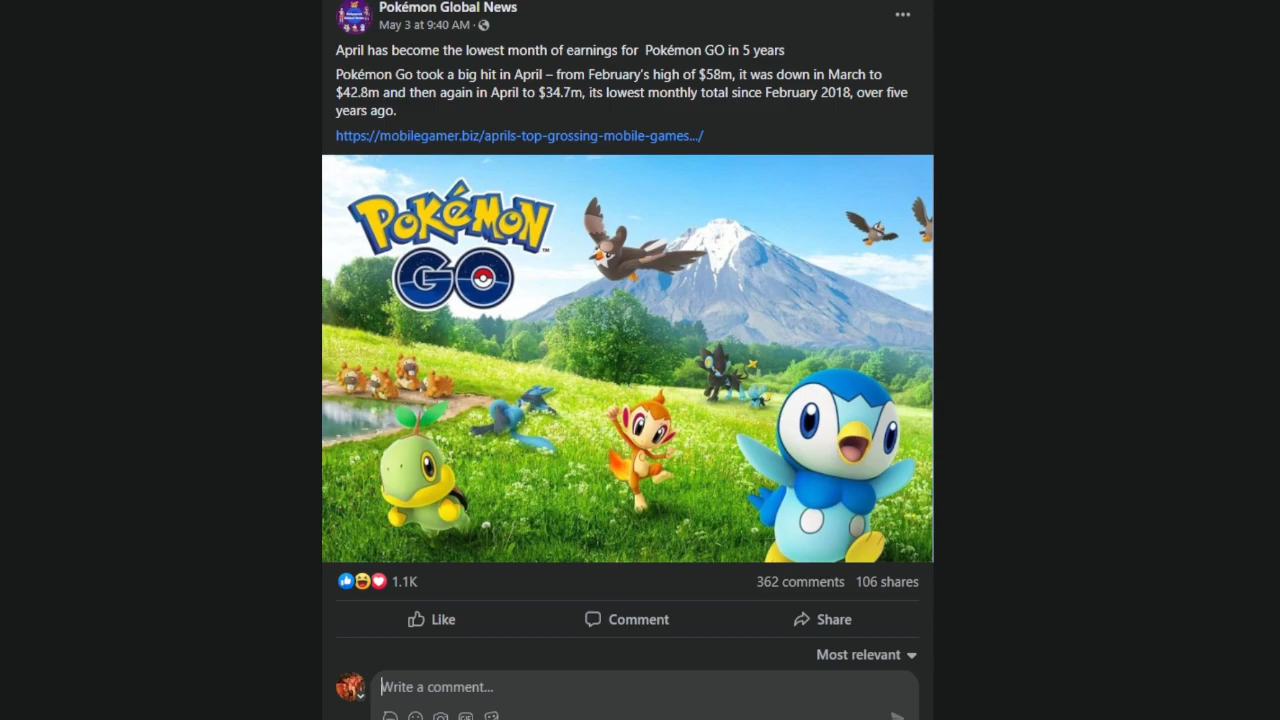 Pokémon Global News
May 3 at 9:40 AM ·
April has become the lowest month of earnings for  Pokémon GO in 5 years
Pokémon Go took a big hit in April – from February's high of $58m, it was down in March to
$42.8m and then again in April to $34.7m, its lowest monthly total since February 2018, over five
years ago.
https://mobilegamer.biz/aprils-top-grossing-mobile-games.../
POKéMON
GO
1.1K
362 comments 106 shares
Like Comment Share
Most relevant
Write a comment...